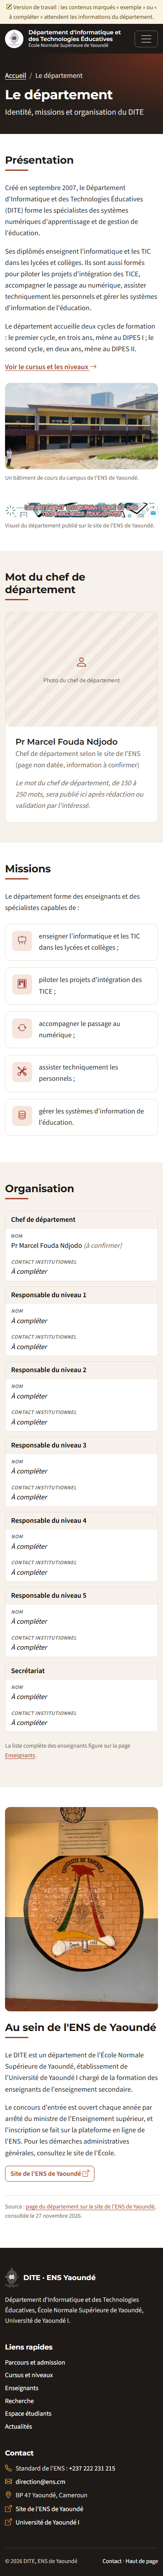 Version de travail : les contenus marqués « exemple » ou « à compléter » attendent les informations du département.
Département d'Informatique et
des Technologies Éducatives
École Normale Supérieure de Yaoundé
Accueil / Le département
Le département
Identité, missions et organisation du DITE
Présentation
Créé en septembre 2007, le Département
d'Informatique et des Technologies Éducatives
(DITE) forme les spécialistes des systèmes
numériques d'apprentissage et de gestion de
l'éducation.
Ses diplômés enseignent l'informatique et les TIC
dans les lycées et collèges. Ils sont aussi formés
pour piloter les projets d'intégration des TICE,
accompagner le passage au numérique, assister
techniquement les personnels et gérer les systèmes
d'information de l'éducation.
Le département accueille deux cycles de formation
: le premier cycle, en trois ans, mène au DIPES I ; le
second cycle, en deux ans, mène au DIPES II.
Voir le cursus et les niveaux →
Un bâtiment de cours du campus de l'ENS de Yaoundé.
Visuel du département publié sur le site de l'ENS de Yaoundé.
Mot du chef de
département
Photo du chef de département
Pr Marcel Fouda Ndjodo
Chef de département selon le site de l'ENS
(page non datée, information à confirmer)
Le mot du chef de département, de 150 à
250 mots, sera publié ici après rédaction ou
validation par l'intéressé.
Missions
Le département forme des enseignants et des
spécialistes capables de :
enseigner l'informatique et les TIC
dans les lycées et collèges ;
piloter les projets d'intégration des
TICE ;
accompagner le passage au
numérique ;
assister techniquement les
personnels ;
gérer les systèmes d'information de
l'éducation.
Organisation
Chef de département
NOM
Pr Marcel Fouda Ndjodo (à confirmer)
CONTACT INSTITUTIONNEL
À compléter
Responsable du niveau 1
NOM
À compléter
CONTACT INSTITUTIONNEL
À compléter
Responsable du niveau 2
NOM
À compléter
CONTACT INSTITUTIONNEL
À compléter
Responsable du niveau 3
NOM
À compléter
CONTACT INSTITUTIONNEL
À compléter
Responsable du niveau 4
NOM
À compléter
CONTACT INSTITUTIONNEL
À compléter
Responsable du niveau 5
NOM
À compléter
CONTACT INSTITUTIONNEL
À compléter
Secrétariat
NOM
À compléter
CONTACT INSTITUTIONNEL
À compléter
La liste complète des enseignants figure sur la page
Enseignants.
Au sein de l'ENS de Yaoundé
Le DITE est un département de l'École Normale
Supérieure de Yaoundé, établissement de
l'Université de Yaoundé I chargé de la formation des
enseignants de l'enseignement secondaire.
Le concours d'entrée est ouvert chaque année par
arrêté du ministre de l'Enseignement supérieur, et
l'inscription se fait sur la plateforme en ligne de
l'ENS. Pour les démarches administratives
générales, consultez le site de l'École.
Site de l'ENS de Yaoundé
Source : page du département sur le site de l'ENS de Yaoundé,
consultée le 27 novembre 2026.
DITE · ENS Yaoundé
Département d'Informatique et des Technologies
Éducatives, École Normale Supérieure de Yaoundé,
Université de Yaoundé I.
Liens rapides
Parcours et admission
Cursus et niveaux
Enseignants
Recherche
Espace étudiants
Actualités
Contact
Standard de l'ENS : +237 222 231 215
direction@ens.cm
BP 47 Yaoundé, Cameroun
Site de l'ENS de Yaoundé
Université de Yaoundé I
© 2026 DITE, ENS de Yaoundé Contact · Haut de page